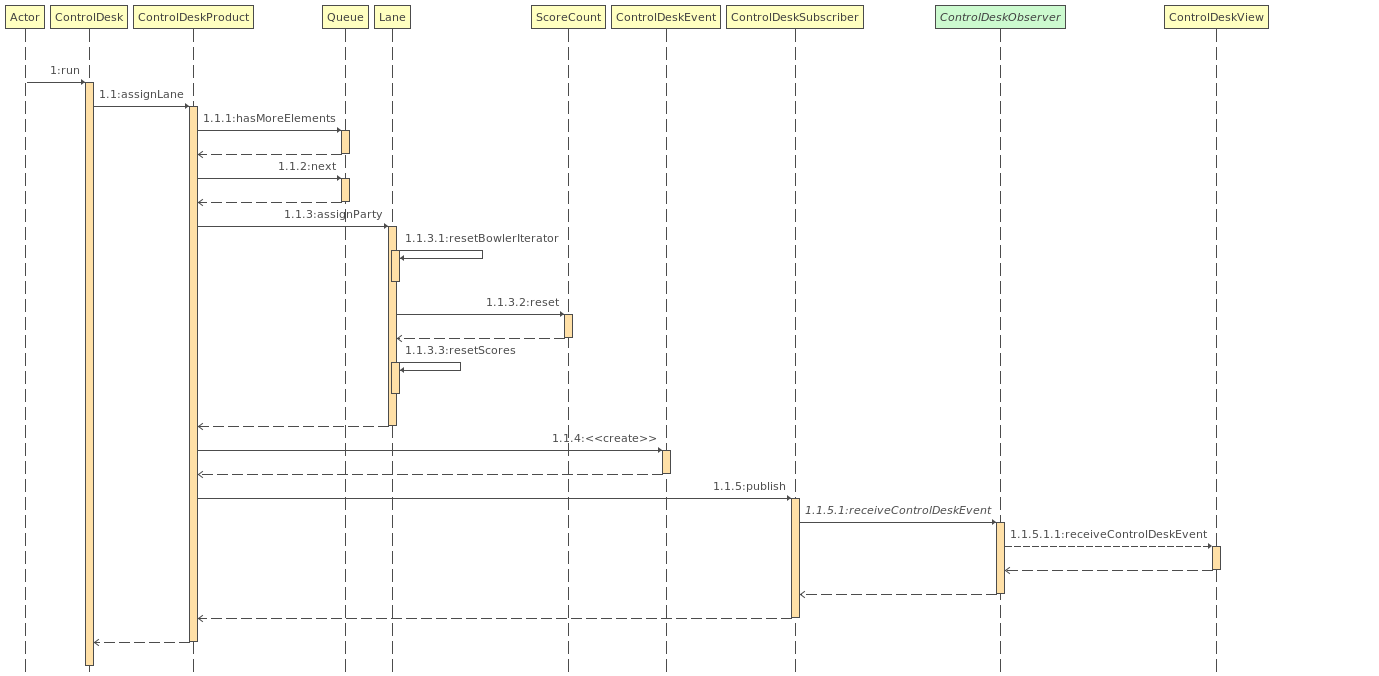 Actor ControlDesk ControlDeskProduct Queue Lane ScoreCount ControlDeskEvent ControlDeskSubscriber ControlDeskObserver ControlDeskView
1:run
1.1:assignLane
1.1.1:hasMoreElements
1.1.2:next
1.1.3:assignParty
1.1.3.1:resetBowlerIterator
1.1.3.2:reset
1.1.3.3:resetScores
1.1.4:<<create>>
1.1.5:publish
1.1.5.1:receiveControlDeskEvent
1.1.5.1.1:receiveControlDeskEvent